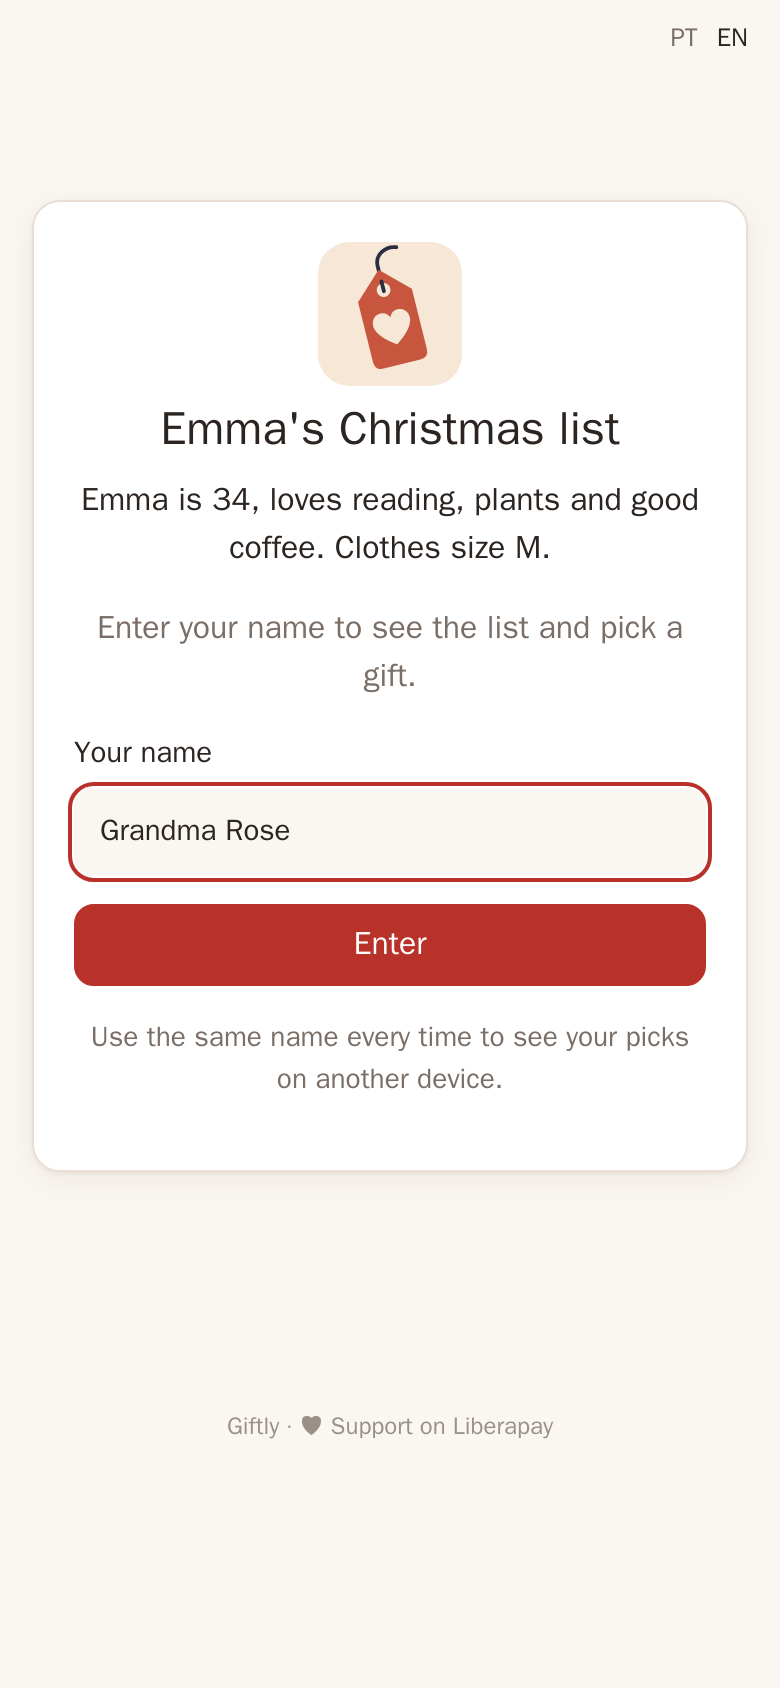 PT EN
Emma's Christmas list
Emma is 34, loves reading, plants and good
coffee. Clothes size M.
Enter your name to see the list and pick a
gift.
Your name
Grandma Rose
Enter
Use the same name every time to see your picks
on another device.
Giftly · ♥ Support on Liberapay